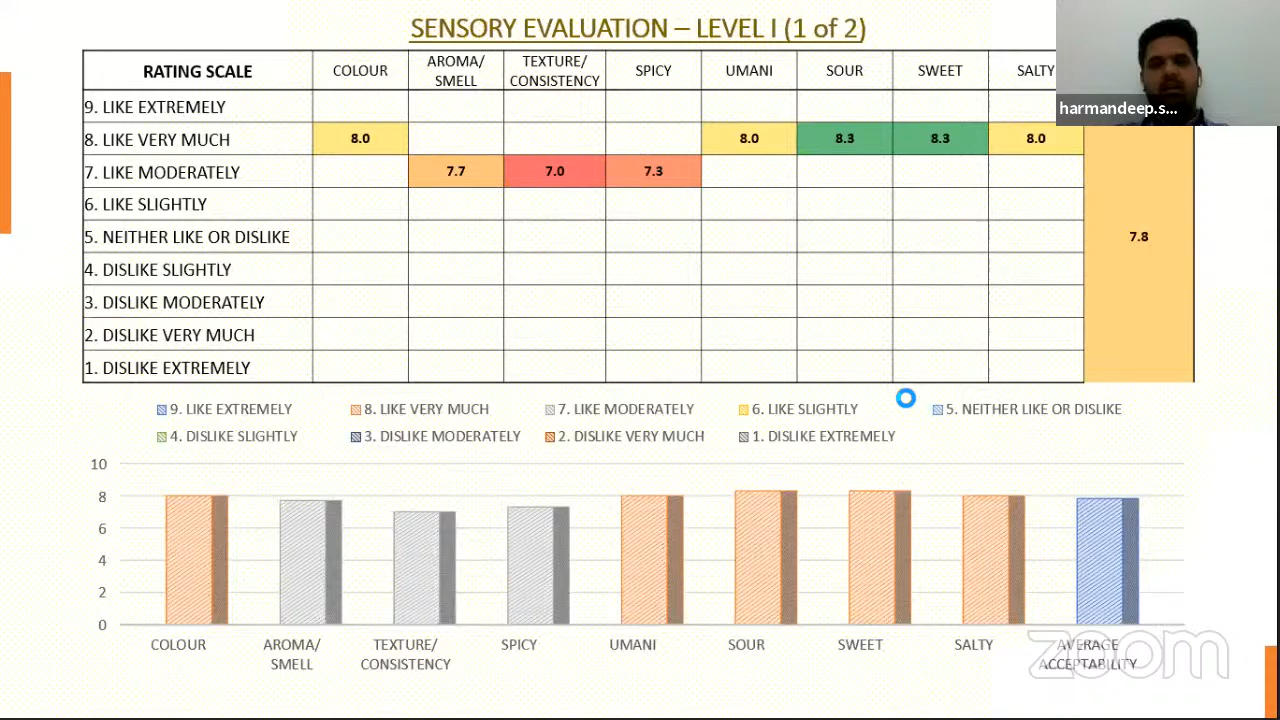 SENSORY EVALUATION – LEVEL I (1 of 2)
RATING SCALE COLOUR AROMA/ SMELL TEXTURE/ CONSISTENCY SPICY UMANI SOUR SWEET SALTY
harmandeep.s...
9. LIKE EXTREMELY
8. LIKE VERY MUCH 8.0 8.0 8.3 8.3 8.0
7. LIKE MODERATELY 7.7 7.0 7.3
6. LIKE SLIGHTLY
5. NEITHER LIKE OR DISLIKE 7.8
4. DISLIKE SLIGHTLY
3. DISLIKE MODERATELY
2. DISLIKE VERY MUCH
1. DISLIKE EXTREMELY
9. LIKE EXTREMELY 8. LIKE VERY MUCH 7. LIKE MODERATELY 6. LIKE SLIGHTLY 5. NEITHER LIKE OR DISLIKE
4. DISLIKE SLIGHTLY 3. DISLIKE MODERATELY 2. DISLIKE VERY MUCH 1. DISLIKE EXTREMELY
10
8
6
4
2
0
COLOUR AROMA/ SMELL TEXTURE/ CONSISTENCY SPICY UMANI SOUR SWEET SALTY AVERAGE ACCEPTABILITY
zoom